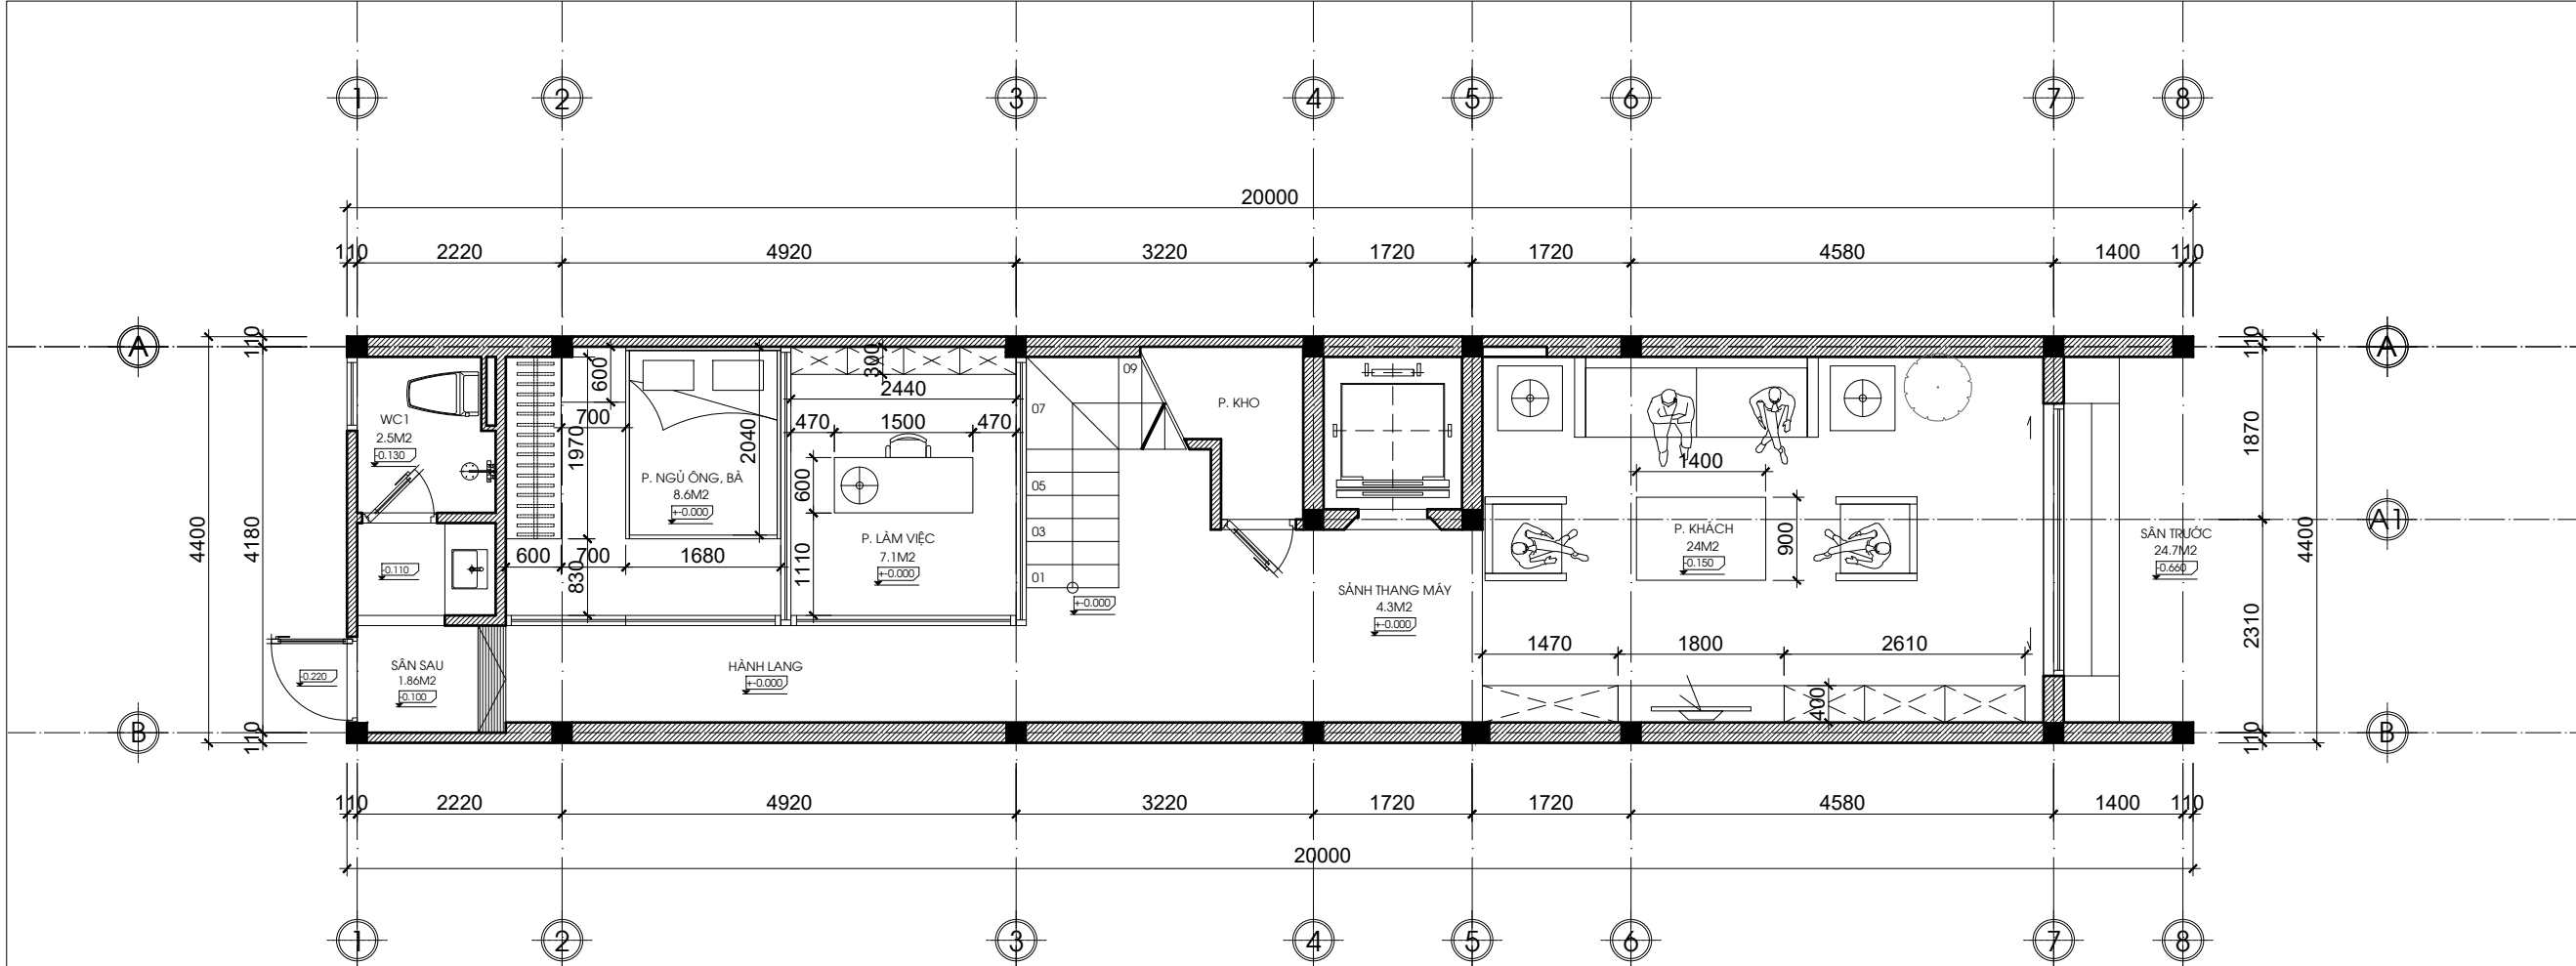 1 2 3 4 5 6 7 8
20000
110 2220 4920 3220 1720 1720 4580 1400 110
A A
110 110
4400 4180
1870
4400
WC1
2.5M2
-0.130
-0.110
600
700
1970
P. NGỦ ÔNG, BÀ
8.6M2
+-0.000
2040
600 700 1680
830
300
2440
470 1500 470
600
P. LÀM VIỆC
7.1M2
+-0.000
1110
09
07
05
03
01
+-0.000
P. KHO
SẢNH THANG MÁY
4.3M2
+-0.000
1400
P. KHÁCH
24M2
-0.150
900
A1
SÂN TRƯỚC
24.7M2
-0.660
1470 1800 2610
400
2310
-0.220
SÂN SAU
1.86M2
-0.100
HÀNH LANG
+-0.000
B B
110 110
110 2220 4920 3220 1720 1720 4580 1400 110
20000
1 2 3 4 5 6 7 8